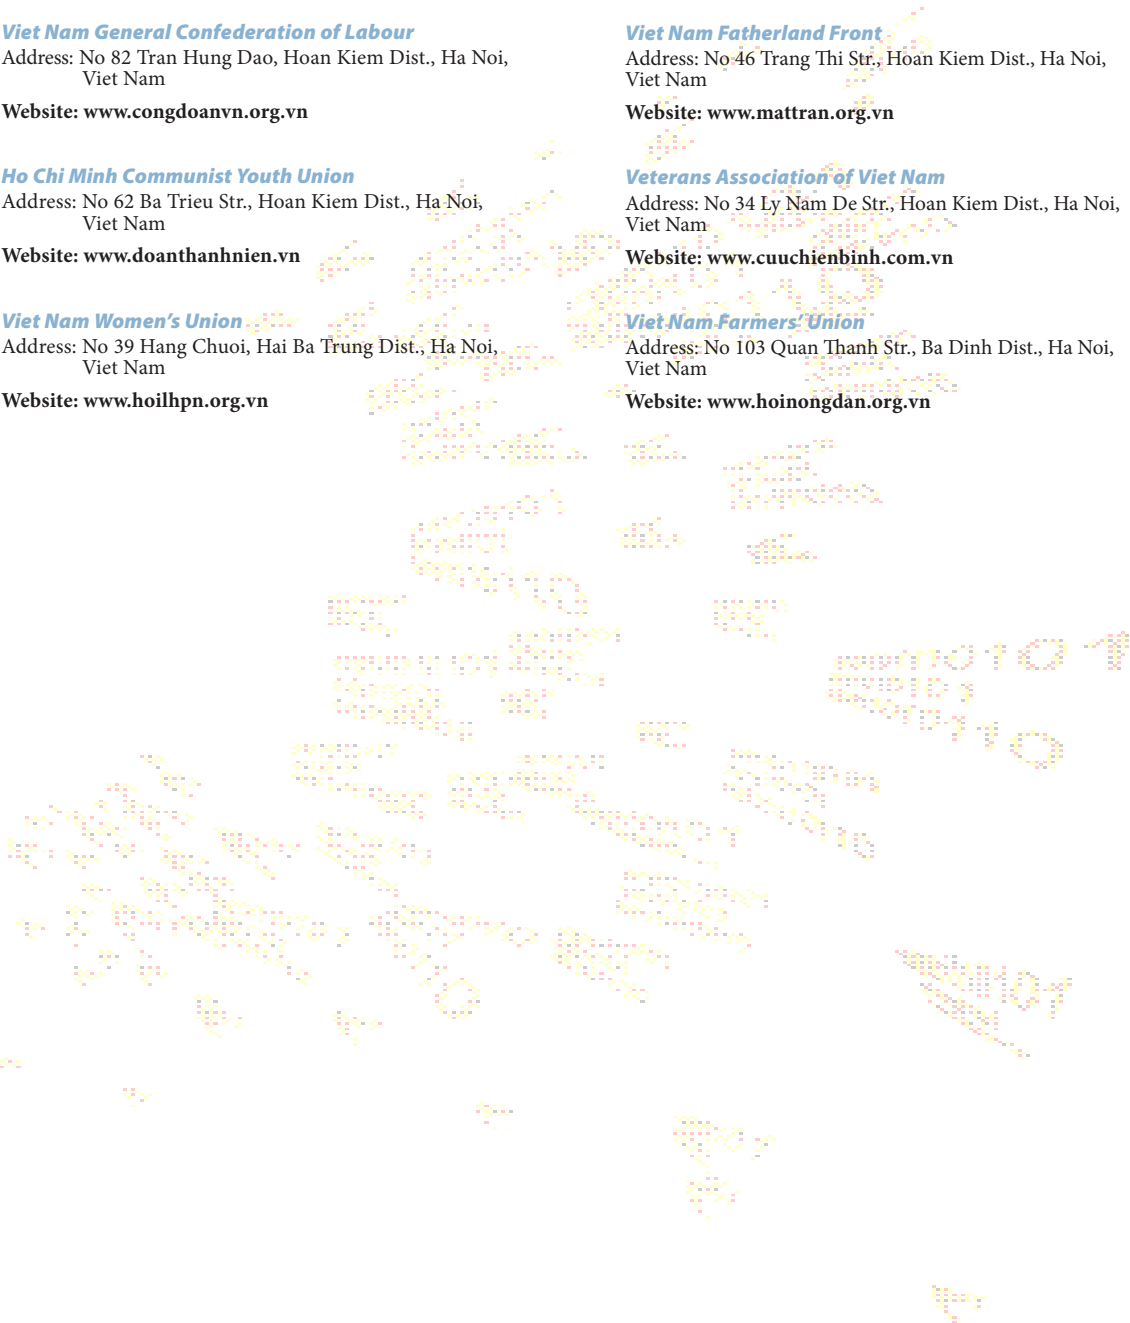 Viet Nam General Confederation of Labour
Address: No 82 Tran Hung Dao, Hoan Kiem Dist., Ha Noi,
Viet Nam
Website: www.congdoanvn.org.vn
Ho Chi Minh Communist Youth Union
Address: No 62 Ba Trieu Str., Hoan Kiem Dist., Ha Noi,
Viet Nam
Website: www.doanthanhnien.vn
Viet Nam Women’s Union
Address: No 39 Hang Chuoi, Hai Ba Trung Dist., Ha Noi,
Viet Nam
Website: www.hoilhpn.org.vn
Viet Nam Fatherland Front
Address: No 46 Trang Thi Str., Hoan Kiem Dist., Ha Noi,
Viet Nam
Website: www.mattran.org.vn
Veterans Association of Viet Nam
Address: No 34 Ly Nam De Str., Hoan Kiem Dist., Ha Noi,
Viet Nam
Website: www.cuuchienbinh.com.vn
Viet Nam Farmers’ Union
Address: No 103 Quan Thanh Str., Ba Dinh Dist., Ha Noi,
Viet Nam
Website: www.hoinongdan.org.vn